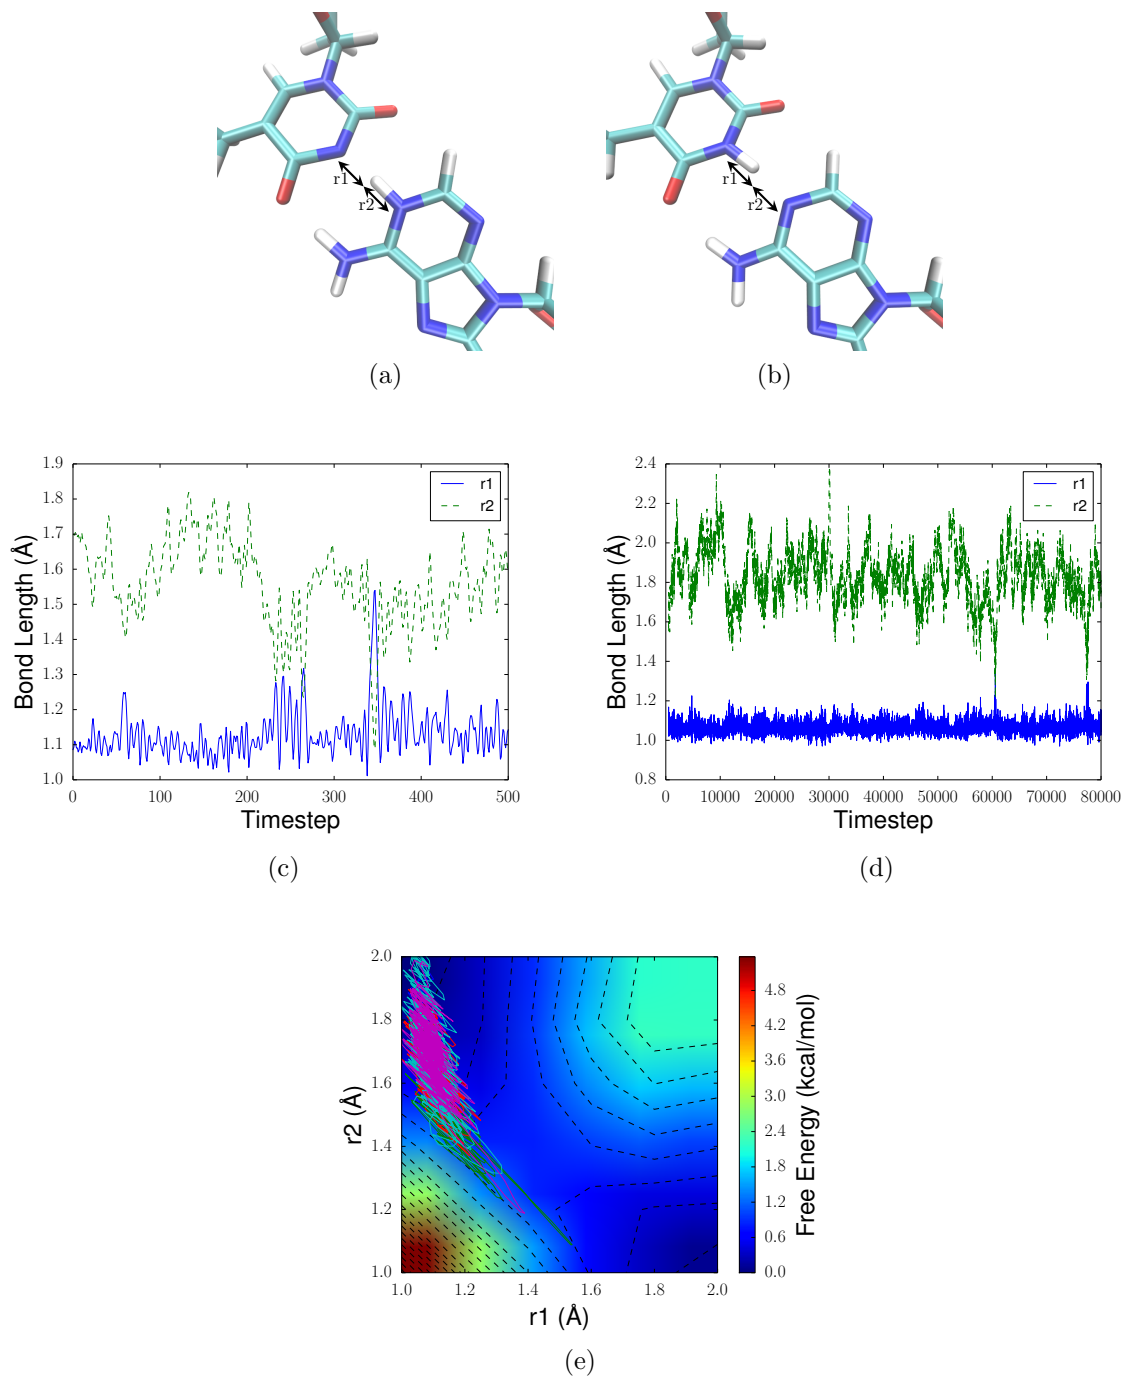 r1
r2
(a)
r1
r2
(b)
1.9
1.8
1.7
1.6
1.5
1.4
1.3
1.2
1.1
1.0
Bond Length (Å)
r1
r2
0 100 200 300 400 500
Timestep
(c)
2.4
2.2
2.0
1.8
1.6
1.4
1.2
1.0
0.8
Bond Length (Å)
r1
r2
0 10000 20000 30000 40000 50000 60000 70000 80000
Timestep
(d)
2.0
1.8
1.6
1.4
1.2
1.0
r2 (Å)
1.0 1.2 1.4 1.6 1.8 2.0
r1 (Å)
4.8
4.2
3.6
3.0
2.4
1.8
1.2
0.6
0.0
Free Energy (kcal/mol)
(e)